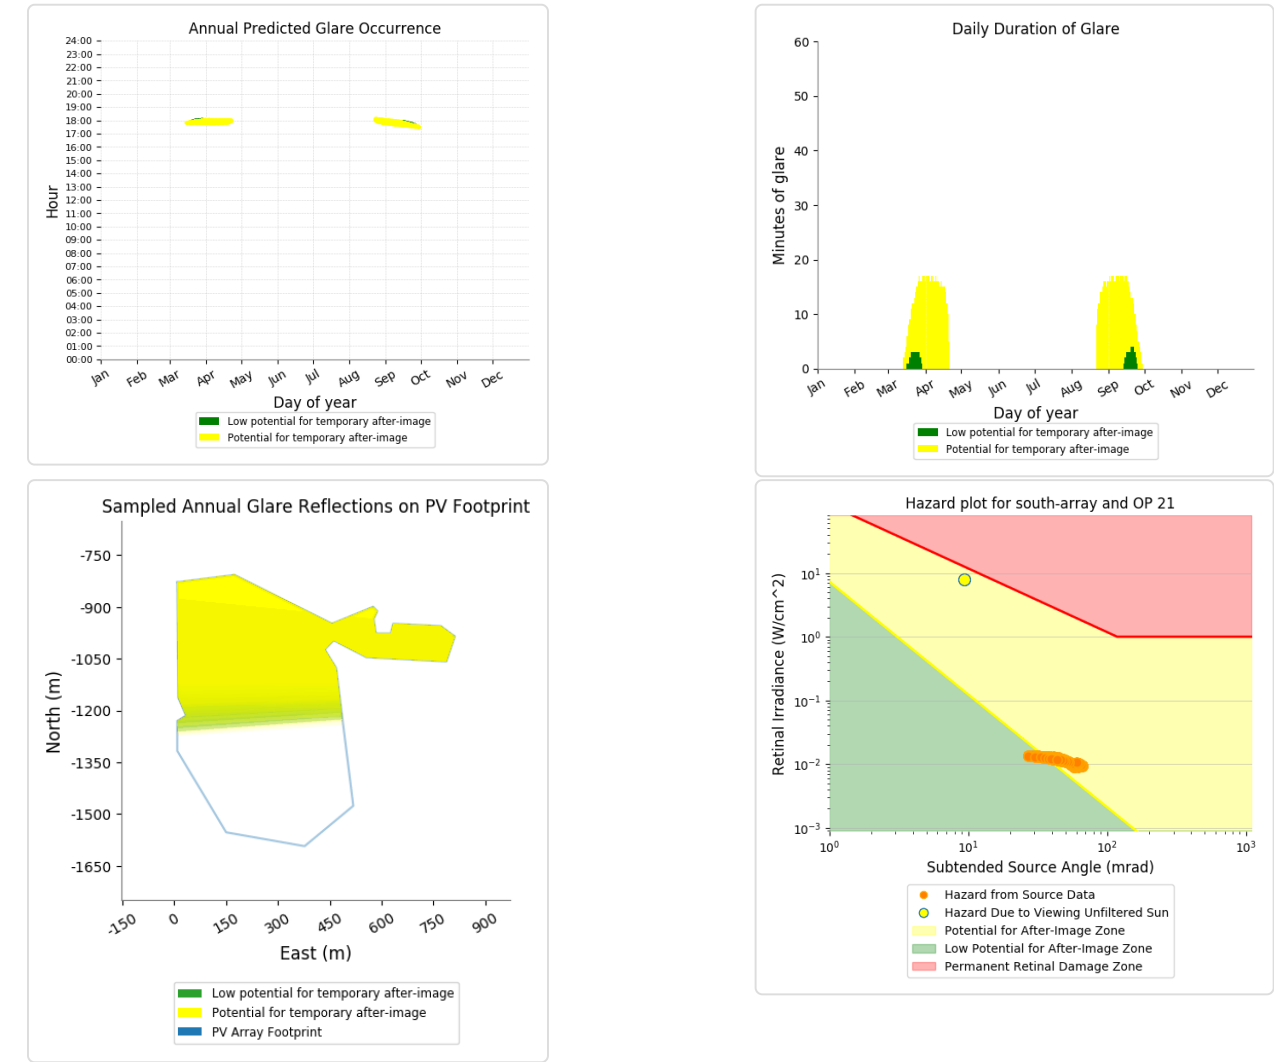 Annual Predicted Glare Occurrence
24:00
23:00
22:00
21:00
20:00
19:00
18:00
17:00
16:00
15:00
14:00
13:00
12:00
11:00
10:00
09:00
08:00
07:00
06:00
05:00
04:00
03:00
02:00
01:00
00:00
Hour
Jan Feb Mar Apr May Jun Jul Aug Sep Oct Nov Dec
Day of year
Low potential for temporary after-image
Potential for temporary after-image
Daily Duration of Glare
60
50
40
30
20
10
0
Minutes of glare
Jan Feb Mar Apr May Jun Jul Aug Sep Oct Nov Dec
Day of year
Low potential for temporary after-image
Potential for temporary after-image
Sampled Annual Glare Reflections on PV Footprint
-750
-900
-1050
-1200
-1350
-1500
-1650
North (m)
-150 0 150 300 450 600 750 900
East (m)
Low potential for temporary after-image
Potential for temporary after-image
PV Array Footprint
Hazard plot for south-array and OP 21
10¹
10⁰
10⁻¹
10⁻²
10⁻³
Retinal Irradiance (W/cm^2)
10⁰ 10¹ 10² 10³
Subtended Source Angle (mrad)
Hazard from Source Data
Hazard Due to Viewing Unfiltered Sun
Potential for After-Image Zone
Low Potential for After-Image Zone
Permanent Retinal Damage Zone